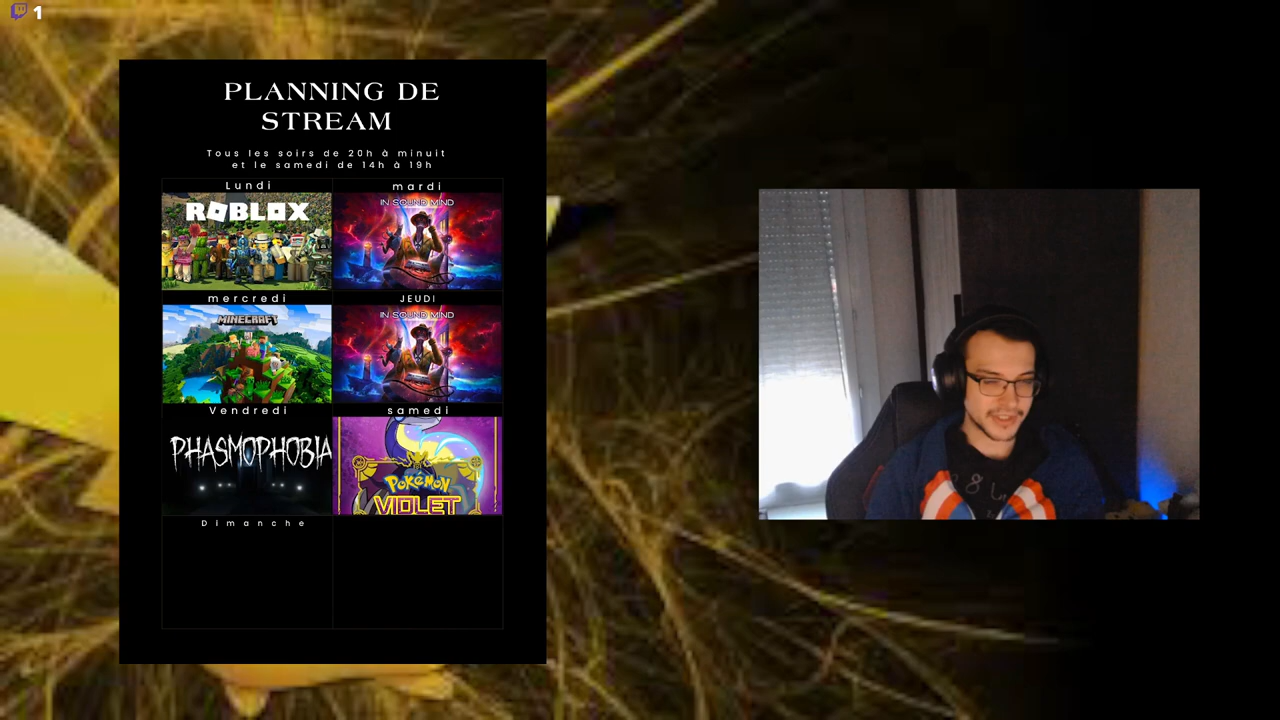 1
PLANNING DE
STREAM
Tous les soirs de 20h à minuit
et le samedi de 14h à 19h
Lundi
mardi
ROBLOX
IN SOUND MIND
mercredi
JEUDI
MINECRAFT
IN SOUND MIND
Vendredi
samedi
PHASMOPHOBIA
POKéMON
VIOLET
Dimanche